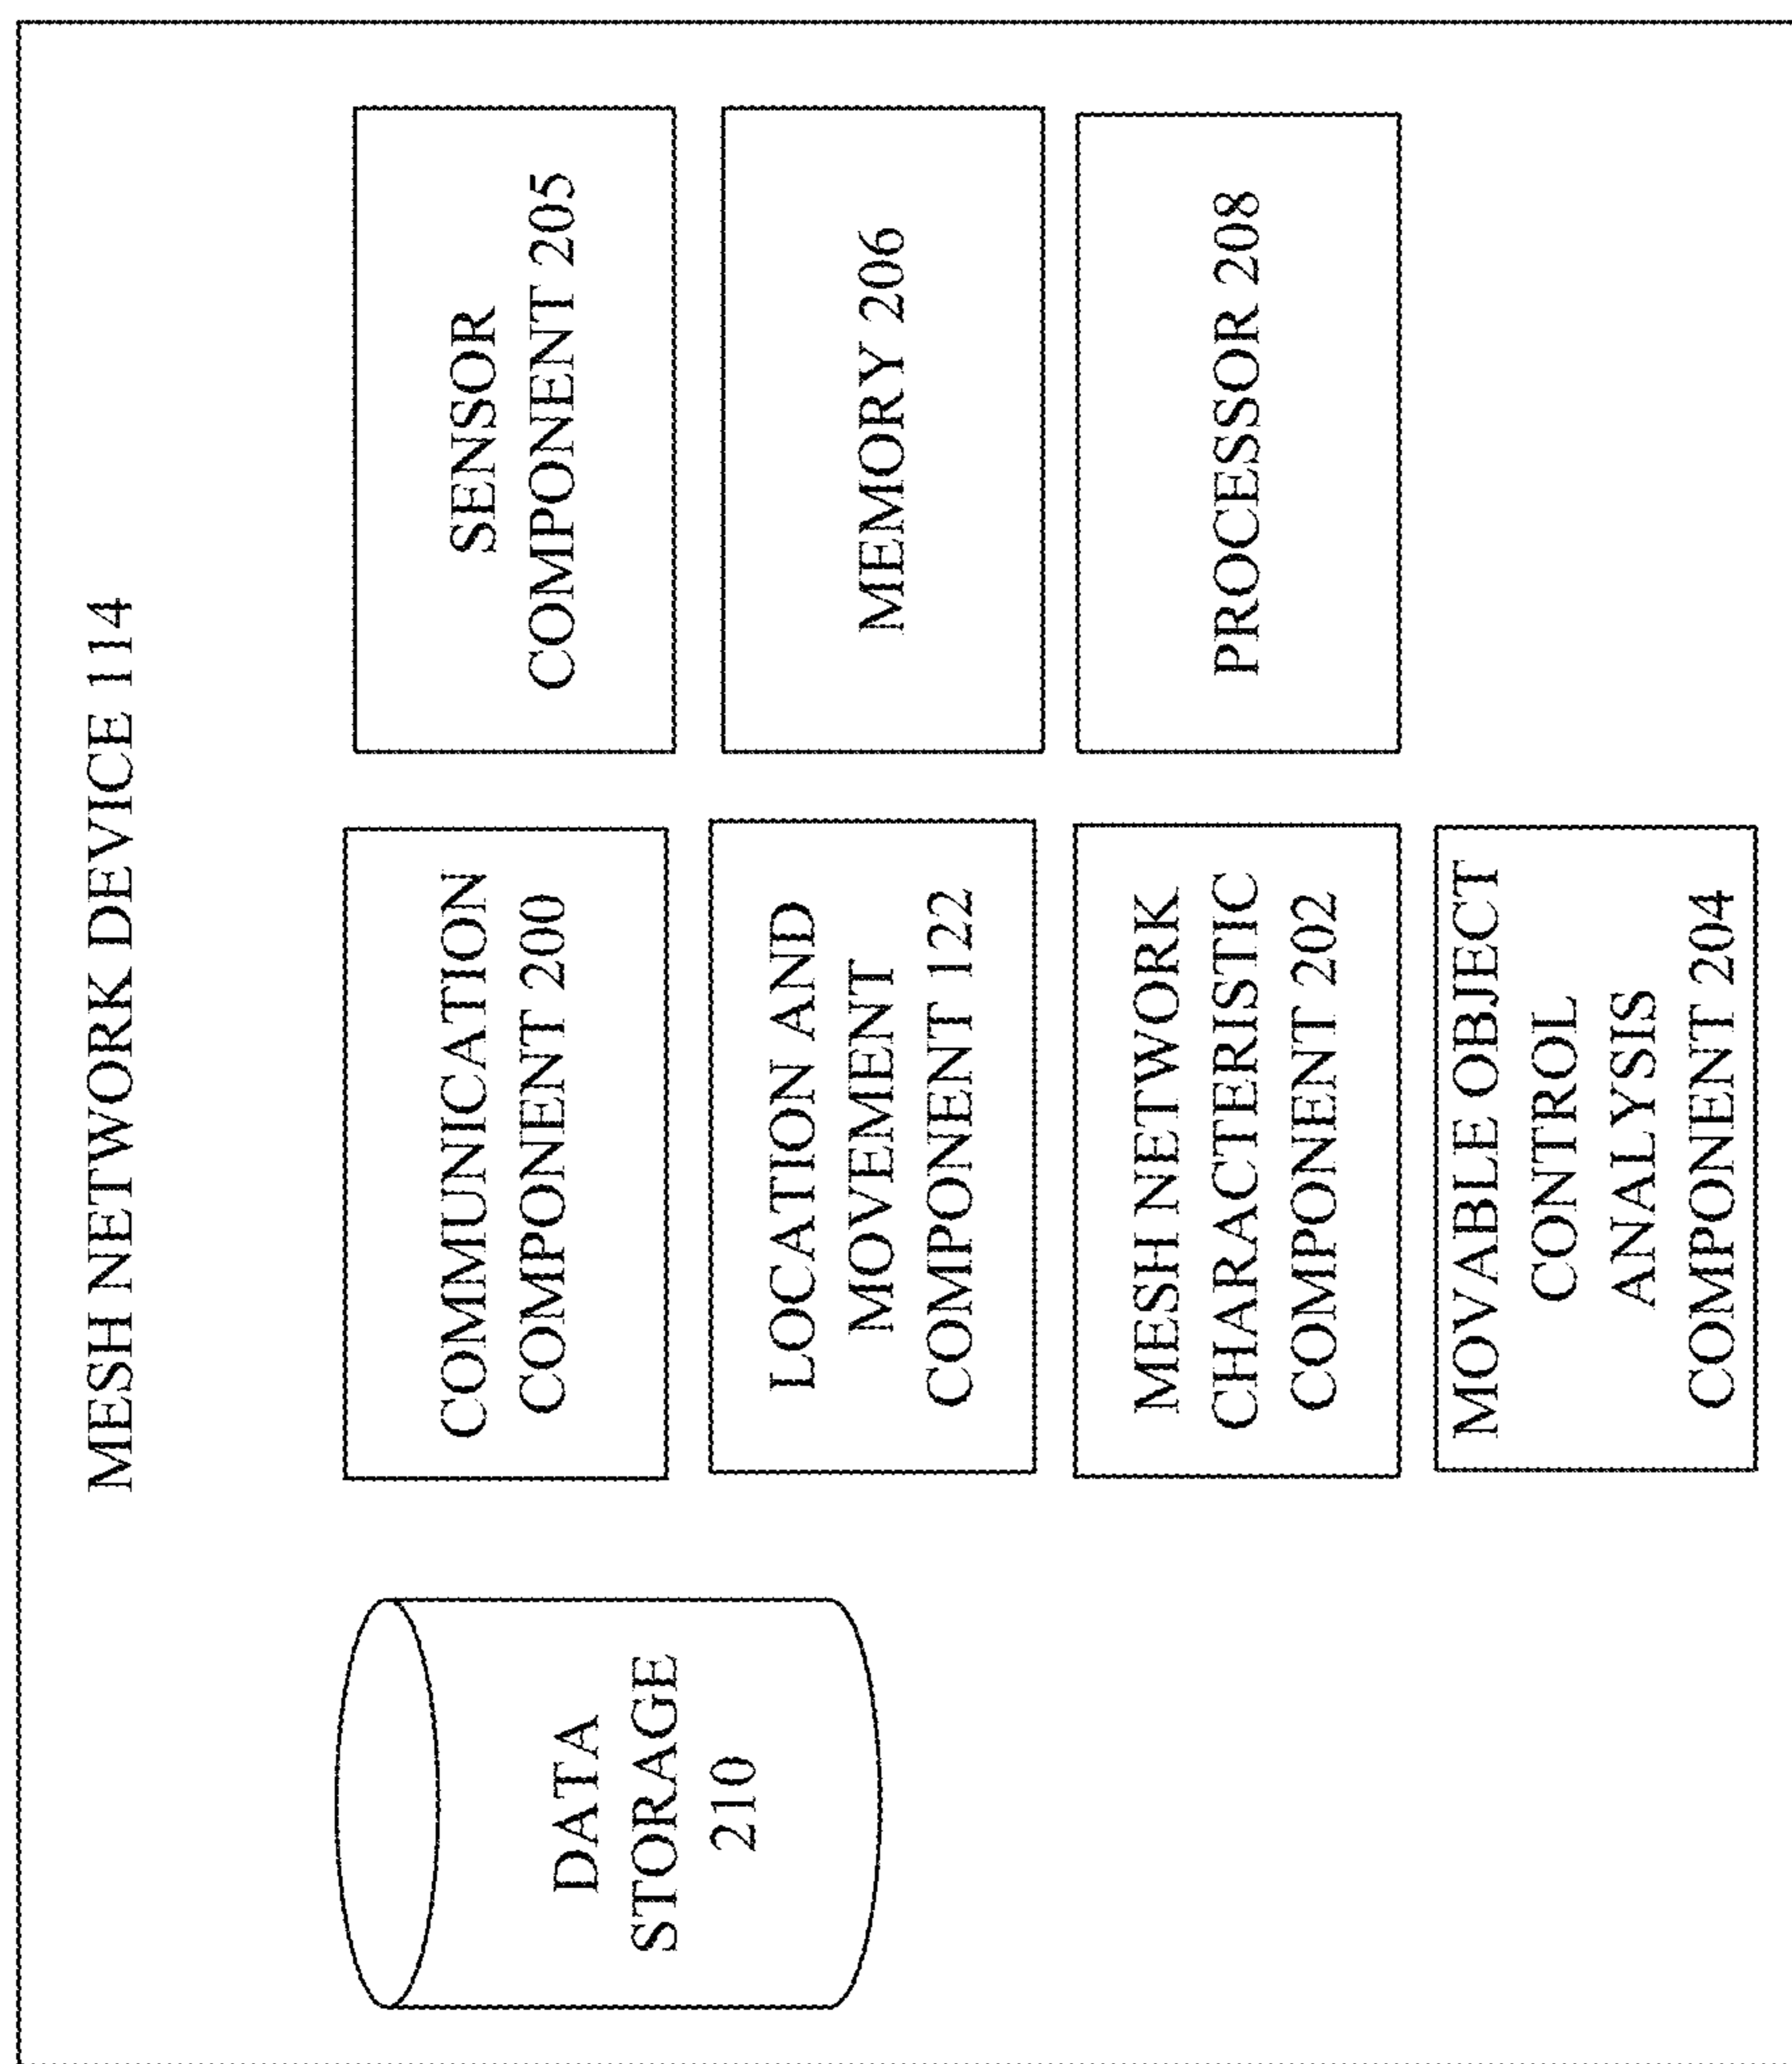 MESH NETWORK DEVICE 114
DATA
STORAGE
210
COMMUNICATION
COMPONENT 200
LOCATION AND
MOVEMENT
COMPONENT 122
MESH NETWORK
CHARACTERISTIC
COMPONENT 202
MOVABLE OBJECT
CONTROL
ANALYSIS
COMPONENT 204
SENSOR
COMPONENT 205
MEMORY 206
PROCESSOR 208